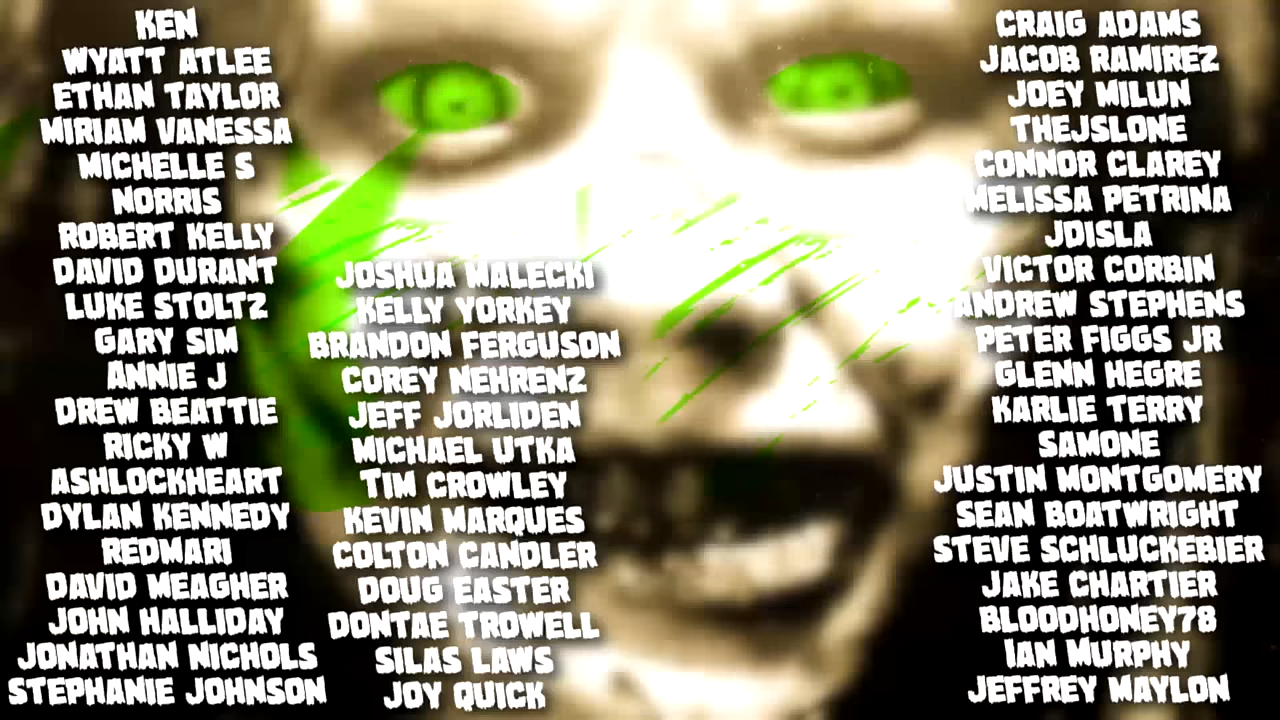 KEN
WYATT ATLEE
ETHAN TAYLOR
MIRIAM VANESSA
MICHELLE S
NORRIS
ROBERT KELLY
DAVID DURANT
LUKE STOLTZ
GARY SIM
ANNIE J
DREW BEATTIE
RICKY W
ASHLOCKHEART
DYLAN KENNEDY
REDMARI
DAVID MEAGHER
JOHN HALLIDAY
JONATHAN NICHOLS
STEPHANIE JOHNSON
JOSHUA MALECKI
KELLY YORKEY
BRANDON FERGUSON
COREY NEHRENZ
JEFF JORLIDEN
MICHAEL UTKA
TIM CROWLEY
KEVIN MARQUES
COLTON CANDLER
DOUG EASTER
DONTAE TROWELL
SILAS LAWS
JOY QUICK
CRAIG ADAMS
JACOB RAMIREZ
JOEY MILUN
THEJSLONE
CONNOR CLAREY
MELISSA PETRINA
JDISLA
VICTOR CORBIN
ANDREW STEPHENS
PETER FIGGS JR
GLENN HEGRE
KARLIE TERRY
SAMONE
JUSTIN MONTGOMERY
SEAN BOATWRIGHT
STEVE SCHLUCKEBIER
JAKE CHARTIER
BLOODHONEY78
IAN MURPHY
JEFFREY MAYLON